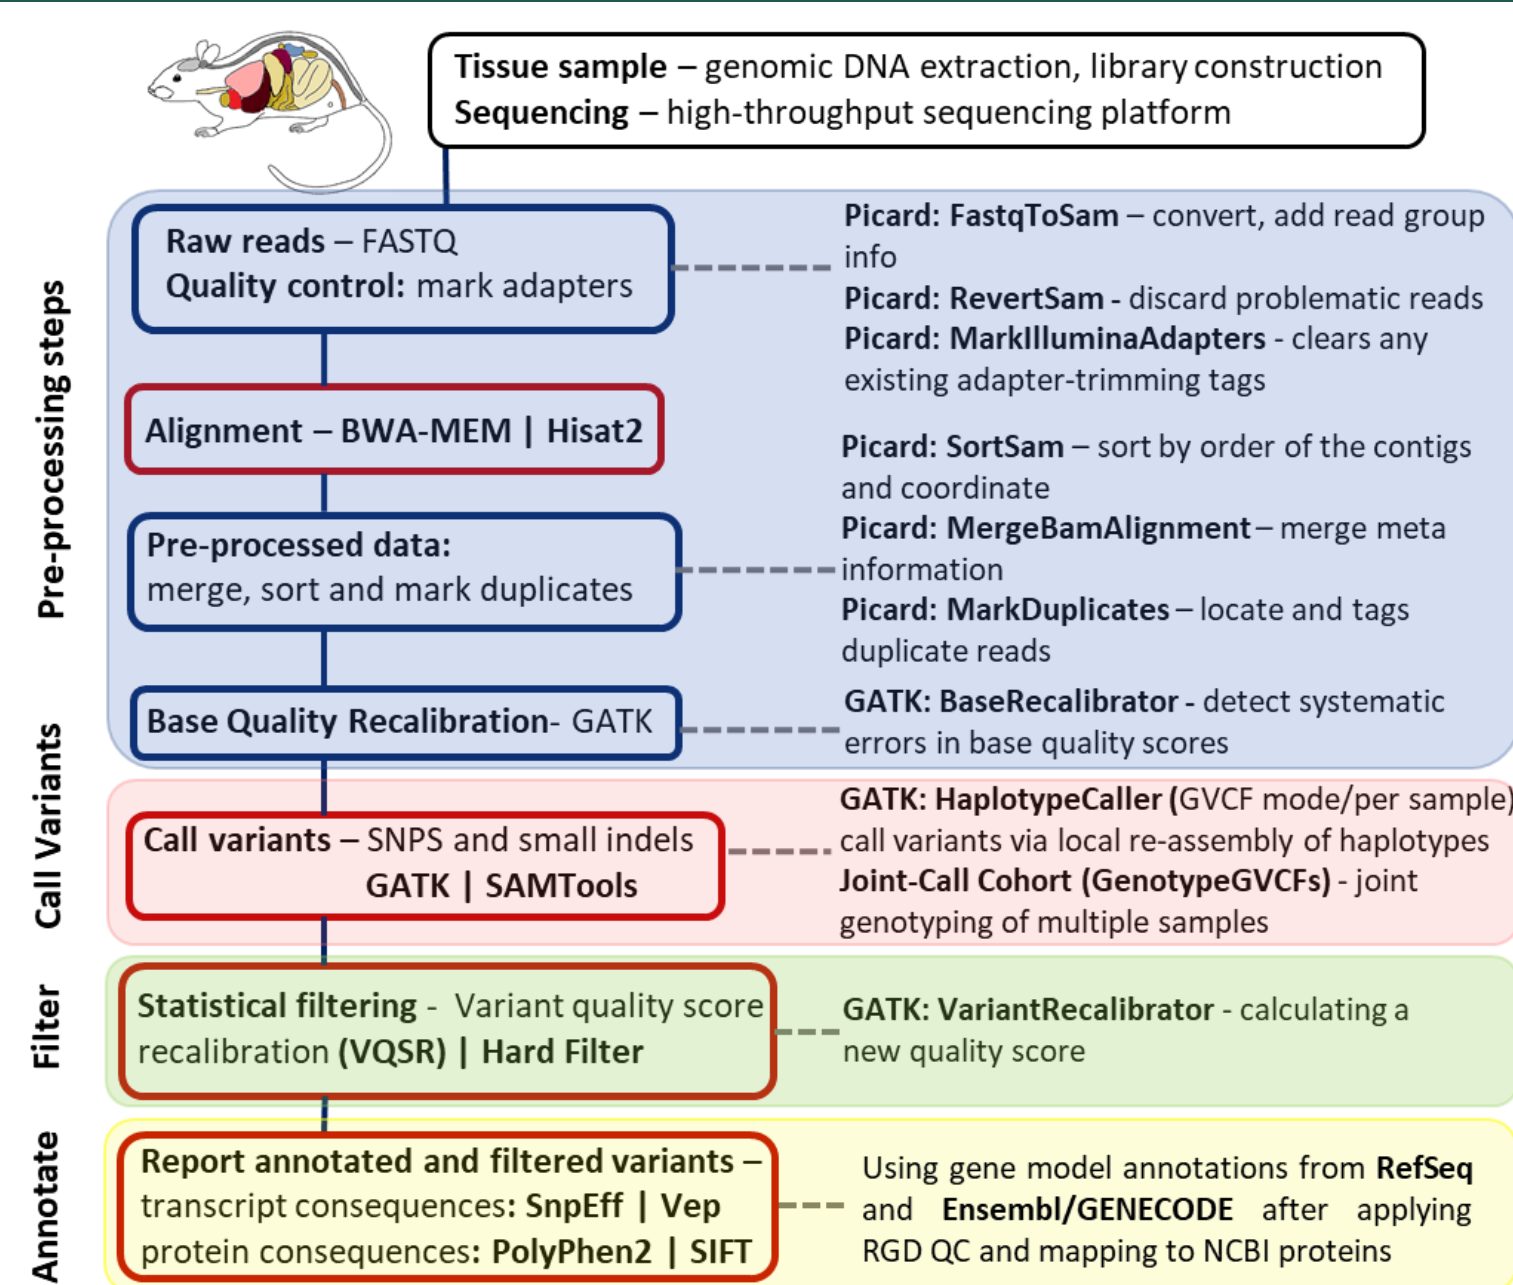 Tissue sample – genomic DNA extraction, library construction
Sequencing – high-throughput sequencing platform
Pre-processing steps
Raw reads – FASTQ
Quality control: mark adapters
Picard: FastqToSam – convert, add read group
info
Picard: RevertSam - discard problematic reads
Picard: MarkIlluminaAdapters - clears any
existing adapter-trimming tags
Alignment – BWA-MEM | Hisat2
Pre-processed data:
merge, sort and mark duplicates
Picard: SortSam – sort by order of the contigs
and coordinate
Picard: MergeBamAlignment – merge meta
information
Picard: MarkDuplicates – locate and tags
duplicate reads
Base Quality Recalibration- GATK
GATK: BaseRecalibrator - detect systematic
errors in base quality scores
Call Variants
Call variants – SNPS and small indels
GATK | SAMTools
GATK: HaplotypeCaller (GVCF mode/per sample)
call variants via local re-assembly of haplotypes
Joint-Call Cohort (GenotypeGVCFs) - joint
genotyping of multiple samples
Filter
Statistical filtering - Variant quality score
recalibration (VQSR) | Hard Filter
GATK: VariantRecalibrator - calculating a
new quality score
Annotate
Report annotated and filtered variants –
transcript consequences: SnpEff | Vep
protein consequences: PolyPhen2 | SIFT
Using gene model annotations from RefSeq
and Ensembl/GENECODE after applying
RGD QC and mapping to NCBI proteins